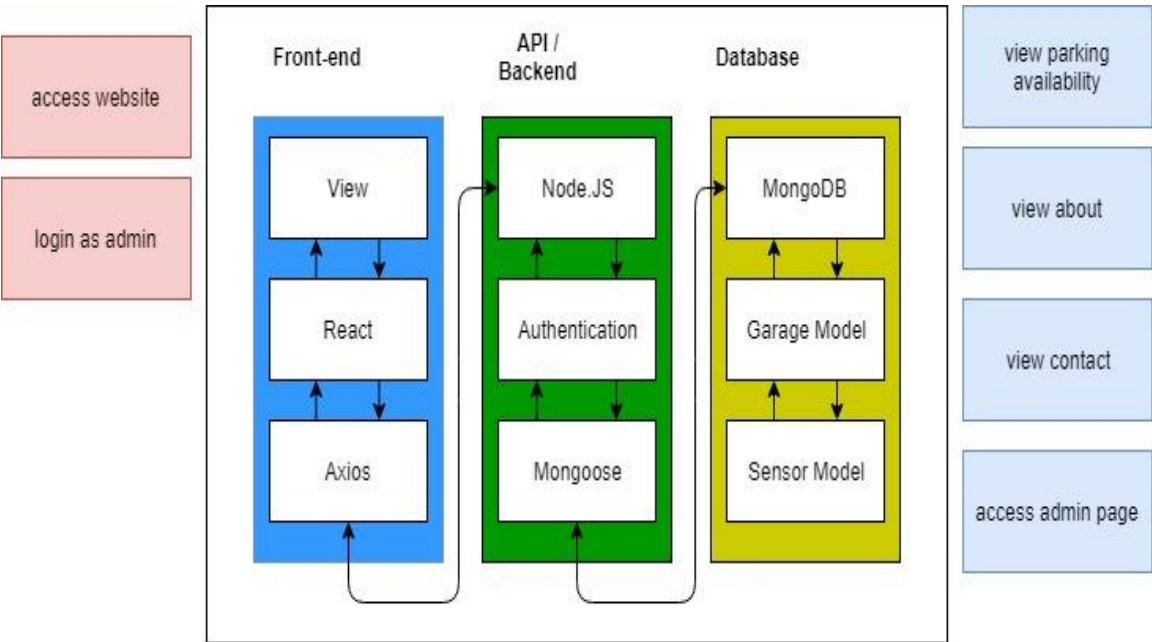 access website
login as admin
Front-end
View
React
Axios
API /
Backend
Node.JS
Authentication
Mongoose
Database
MongoDB
Garage Model
Sensor Model
view parking
availability
view about
view contact
access admin page